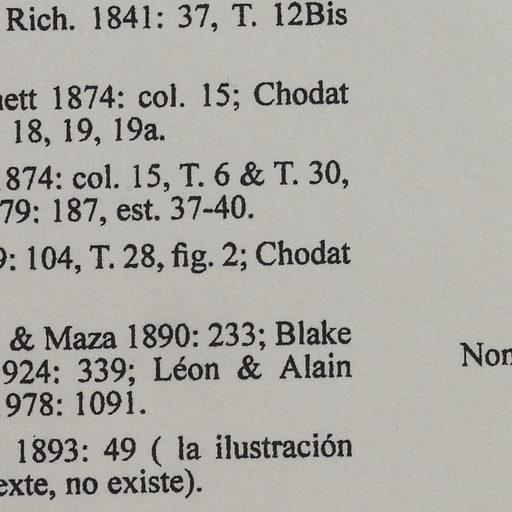 Rich. 1841: 37, T. 12Bis
1874: col. 15; Chodat
18, 19, 19a.
874: col. 15, T. 6 & T. 30,
79: 187, est. 37-40.
9: 104, T. 28, fig. 2; Chodat
& Maza 1890: 233; Blake
924: 339; Léon & Alain
978: 1091.
1893: 49 ( la ilustración
exte, no existe).